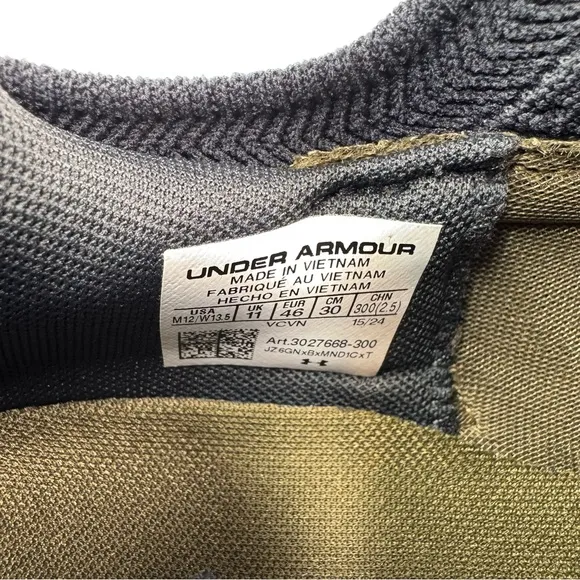 UNDER ARMOUR
MADE IN VIETNAM
FABRIQUÉ AU VIETNAM
HECHO EN VIETNAM
USA UK EUR CM CHN
M12/W13.5 11 46 30 300(2.5)
VCVN 15/24
Art.3027668-300
JZ6GNxBxMND1CxT